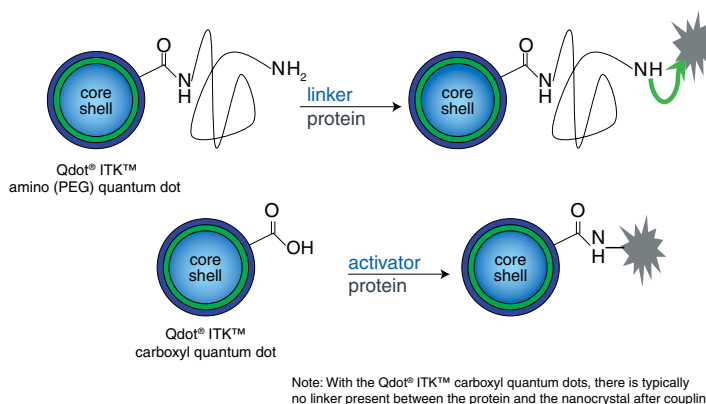 O
N
H
NH2
core
shell
linker
protein
O
N
H
NH
core
shell
Qdot® ITK™
amino (PEG) quantum dot
O
OH
core
shell
activator
protein
O
N
H
core
shell
Qdot® ITK™
carboxyl quantum dot
Note: With the Qdot® ITK™ carboxyl quantum dots, there is typically
no linker present between the protein and the nanocrystal after couplin